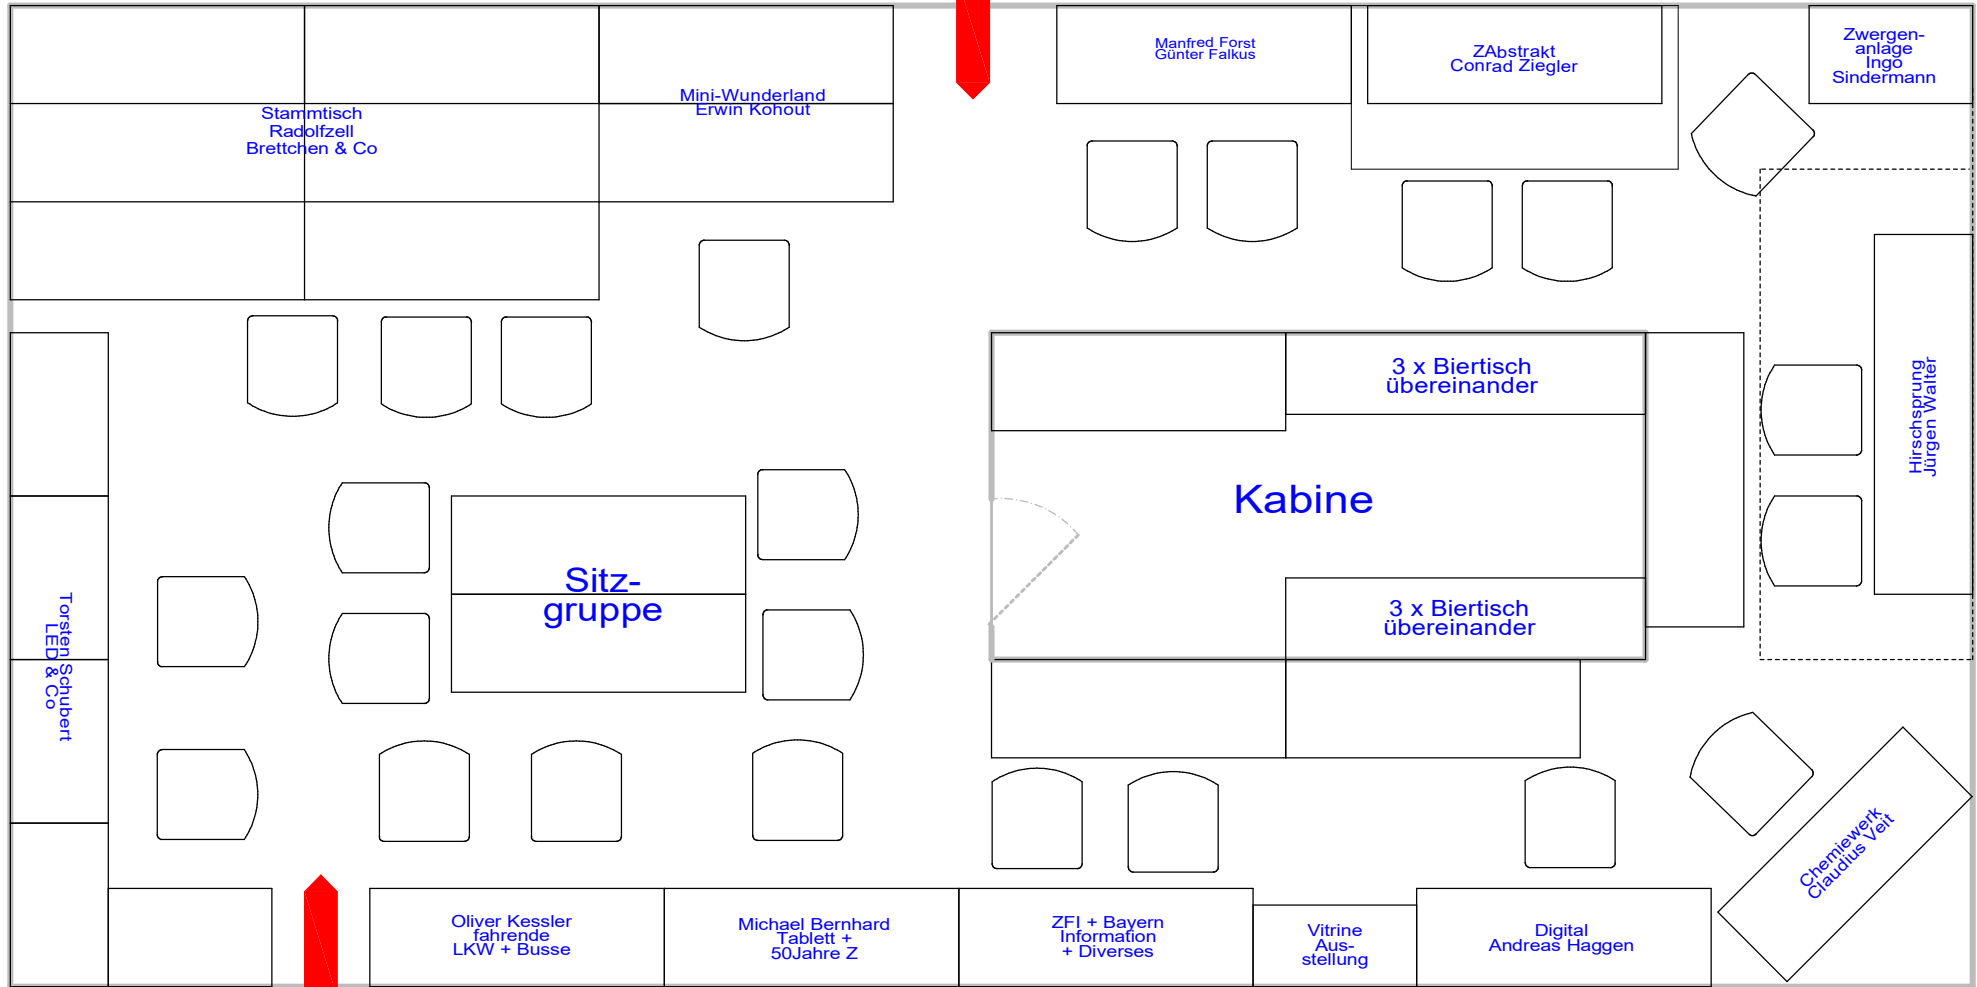 Stammtisch
Radolfzell
Brettchen & Co
Mini-Wunderland
Erwin Kohout
Manfred Forst
Günter Falkus
ZAbstrakt
Conrad Ziegler
Zwergen-
anlage
Ingo
Sindermann
3 x Biertisch
übereinander
Kabine
3 x Biertisch
übereinander
Hirschsprung
Jürgen Walter
Sitz-
gruppe
Torsten Schubert
LED & Co
Chemiewerk
Claudius Veit
Oliver Kessler
fahrende
LKW + Busse
Michael Bernhard
Tablett +
50Jahre Z
ZFI + Bayern
Information
+ Diverses
Vitrine
Aus-
stellung
Digital
Andreas Haggen